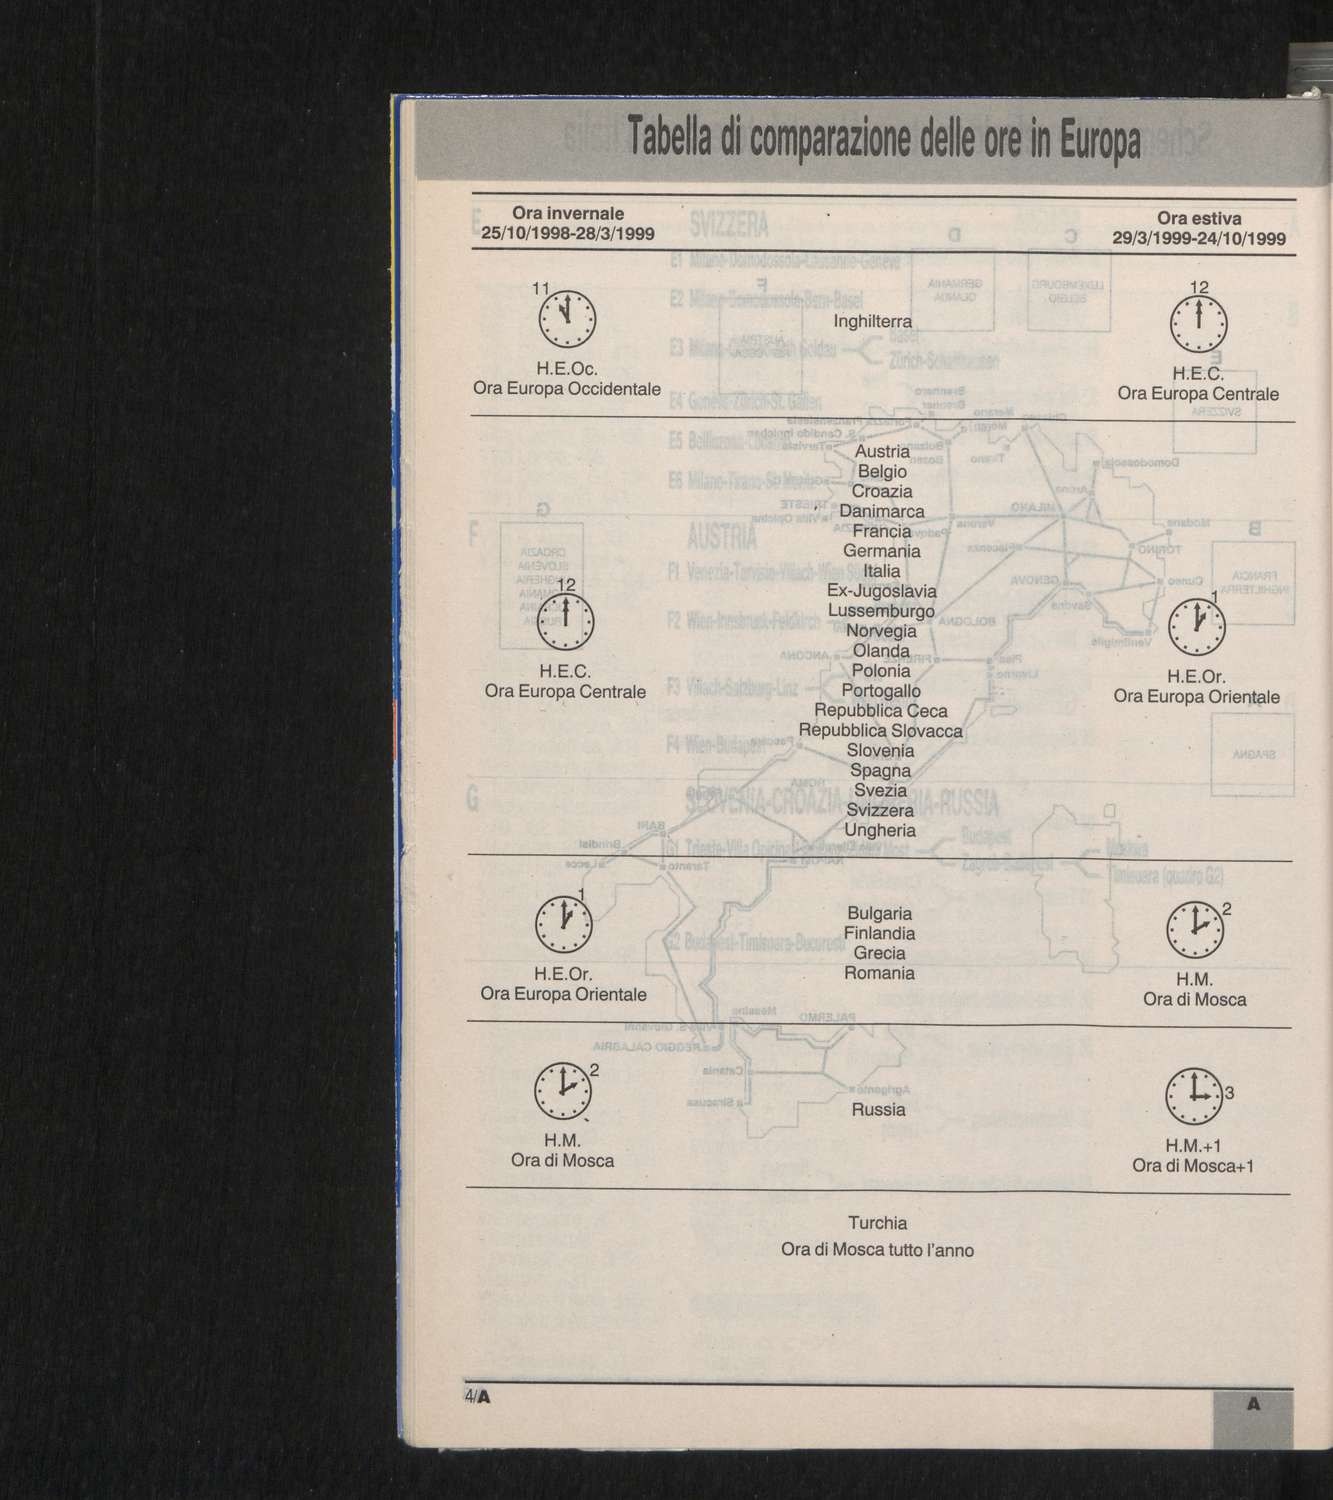 Tabella di comparazione delle ore in Europa
Ora invernale
25/10/1998-28/3/1999
Ora estiva
29/3/1999-24/10/1999
11
H.E.Oc.
Ora Europa Occidentale
Inghilterra
12
H.E.C.
Ora Europa Centrale
12
H.E.C.
Ora Europa Centrale
Austria
Belgio
Croazia
Danimarca
Francia
Germania
Italia
Ex-Jugoslavia
Lussemburgo
Norvegia
Olanda
Polonia
Portogallo
Repubblica Ceca
Repubblica Slovacca
Slovenia
Spagna
Svezia
Svizzera
Ungheria
1
H.E.Or.
Ora Europa Orientale
1
H.E.Or.
Ora Europa Orientale
Bulgaria
Finlandia
Grecia
Romania
2
H.M.
Ora di Mosca
2
H.M.
Ora di Mosca
Russia
3
H.M.+1
Ora di Mosca+1
Turchia
Ora di Mosca tutto l'anno
4/A
A